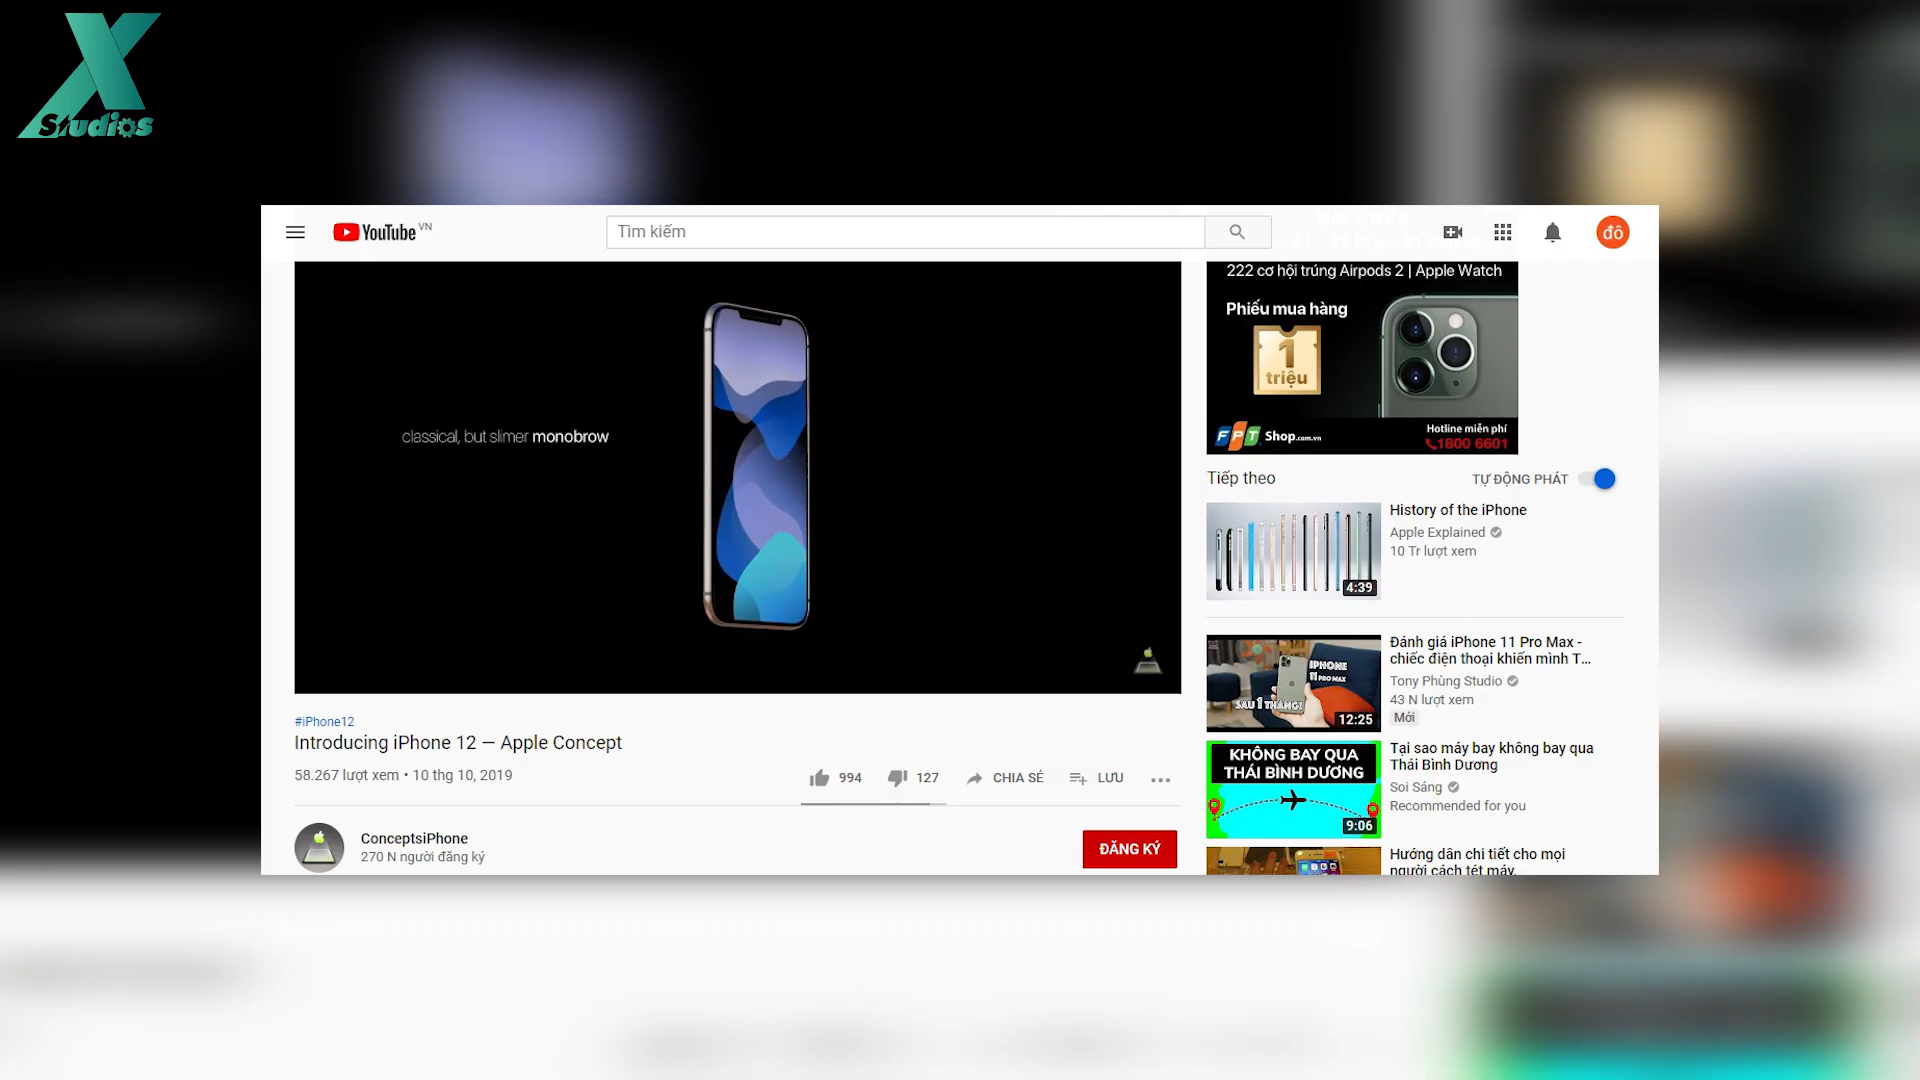 X
Studios
YouTube VN
Tìm kiếm
222 cơ hội trúng Airpods 2 | Apple Watch
Phiếu mua hàng
1
triệu
FPT Shop.com.vn
Hotline miễn phí
1800 6601
classical, but slimer monobrow
Tiếp theo
TỰ ĐỘNG PHÁT
History of the iPhone
Apple Explained
10 Tr lượt xem
4:39
Đánh giá iPhone 11 Pro Max -
chiếc điện thoại khiến mình T...
Tony Phùng Studio
43 N lượt xem
Mới
IPHONE
11 PRO MAX
SAU 1 THÁNG!
12:25
KHÔNG BAY QUA
THÁI BÌNH DƯƠNG
9:06
Tại sao máy bay không bay qua
Thái Bình Dương
Soi Sáng
Recommended for you
Hướng dẫn chi tiết cho mọi
người cách tét máy.
#iPhone12
Introducing iPhone 12 — Apple Concept
58.267 lượt xem • 10 thg 10, 2019
994
127
CHIA SẺ
LƯU
ConceptsiPhone
270 N người đăng ký
ĐĂNG KÝ
đô